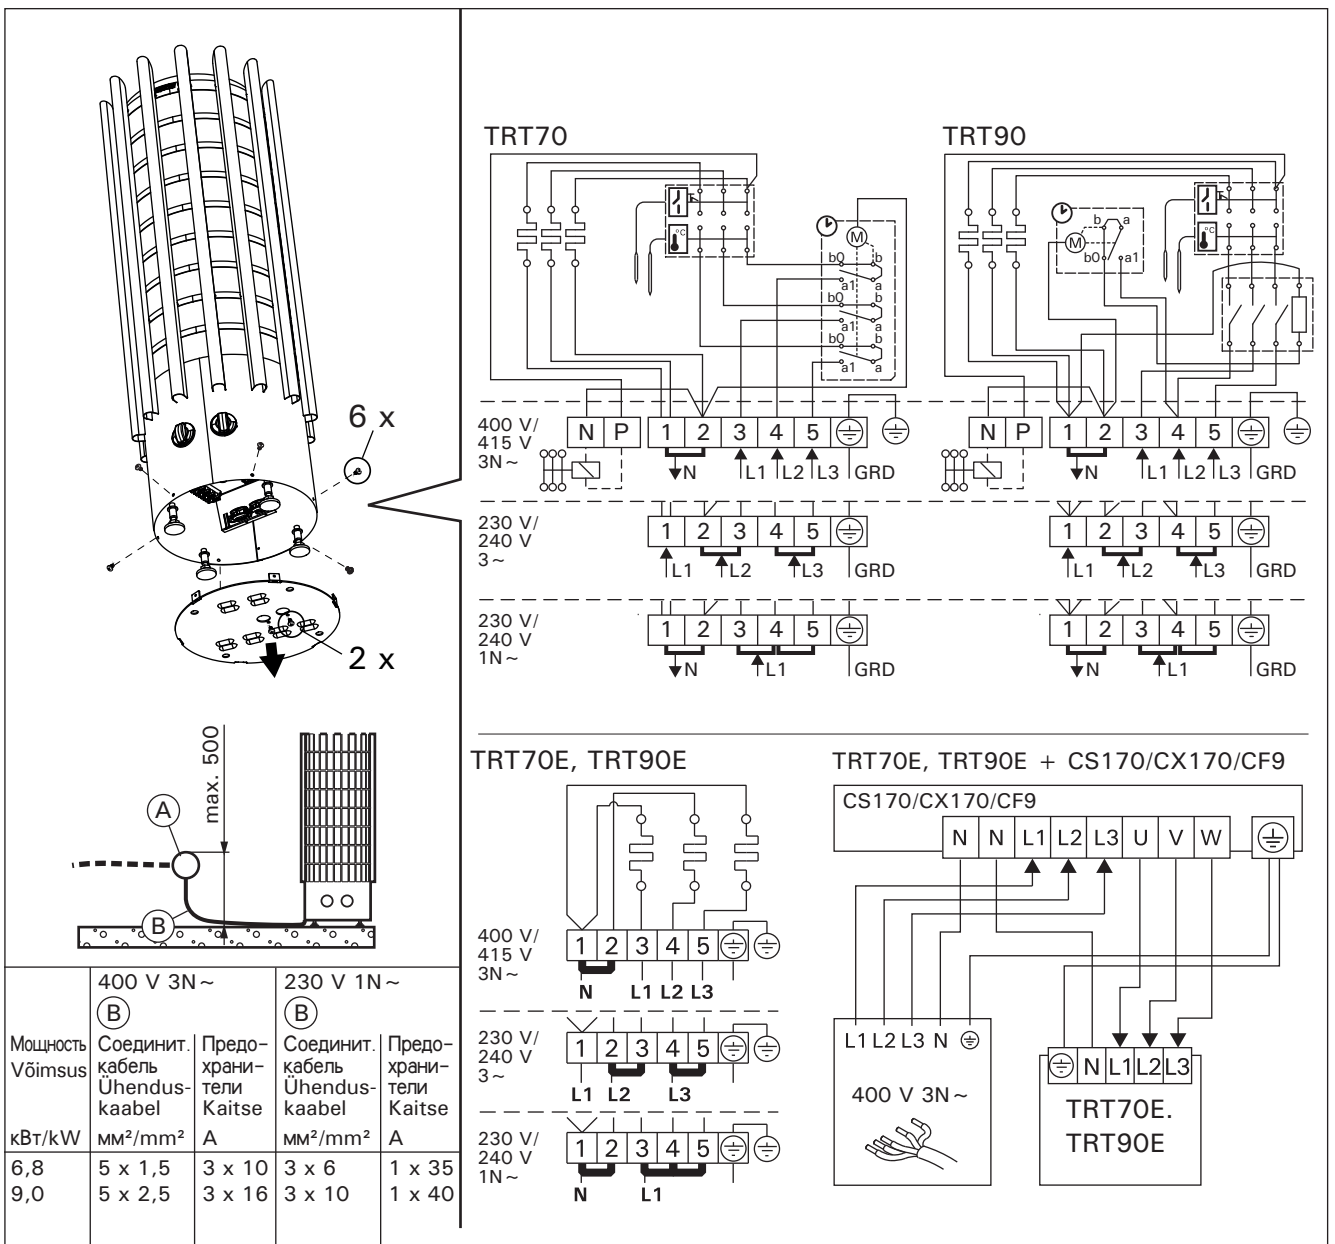 6 x
2 x
max. 500
A
B
400 V 3N~
230 V 1N~
B
B
Мощность
Võimsus
Соединит.
кабель
Ühendus-
kaabel
Предо-
храни-
тели
Kaitse
Соединит.
кабель
Ühendus-
kaabel
Предо-
храни-
тели
Kaitse
кВт/kW
мм²/mm²
A
мм²/mm²
A
6,8
5 x 1,5
3 x 10
3 x 6
1 x 35
9,0
5 x 2,5
3 x 16
3 x 10
1 x 40
TRT70
°C
M
b0
b
a1
a
b0
b
a1
a
b0
b
a1
a
400 V/
415 V
3N~
N P
1 2 3 4 5
N
L1
L2
L3
GRD
230 V/
240 V
3~
1 2 3 4 5
L1
L2
L3
GRD
230 V/
240 V
1N~
1 2 3 4 5
N
L1
GRD
TRT90
°C
M
b
a
b0
a1
N P
1 2 3 4 5
N
L1
L2
L3
GRD
1 2 3 4 5
L1
L2
L3
GRD
1 2 3 4 5
N
L1
GRD
TRT70E, TRT90E
400 V/
415 V
3N~
1 2 3 4 5
N L1 L2 L3
230 V/
240 V
3~
1 2 3 4 5
L1 L2 L3
230 V/
240 V
1N~
1 2 3 4 5
N L1
TRT70E, TRT90E + CS170/CX170/CF9
CS170/CX170/CF9
N N L1 L2 L3 U V W
L1 L2 L3 N
400 V 3N~
N L1 L2 L3
TRT70E.
TRT90E